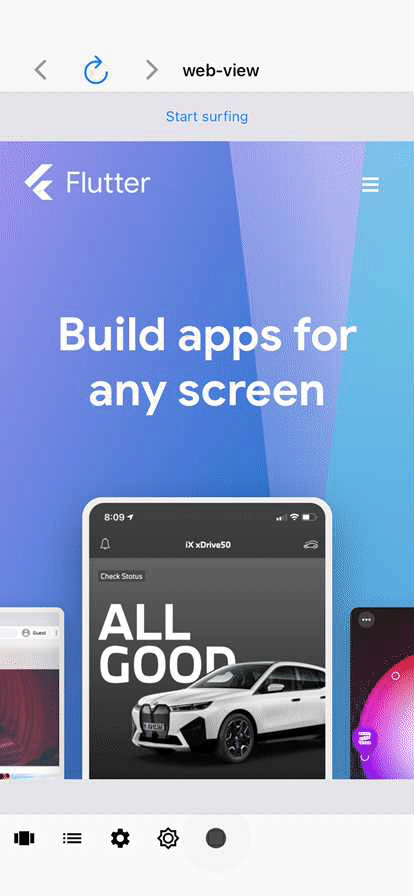 web-view
Start surfing
Flutter
Build apps for
any screen
8:09
iX xDrive50
Check Status
ALL
GOOD
Guest